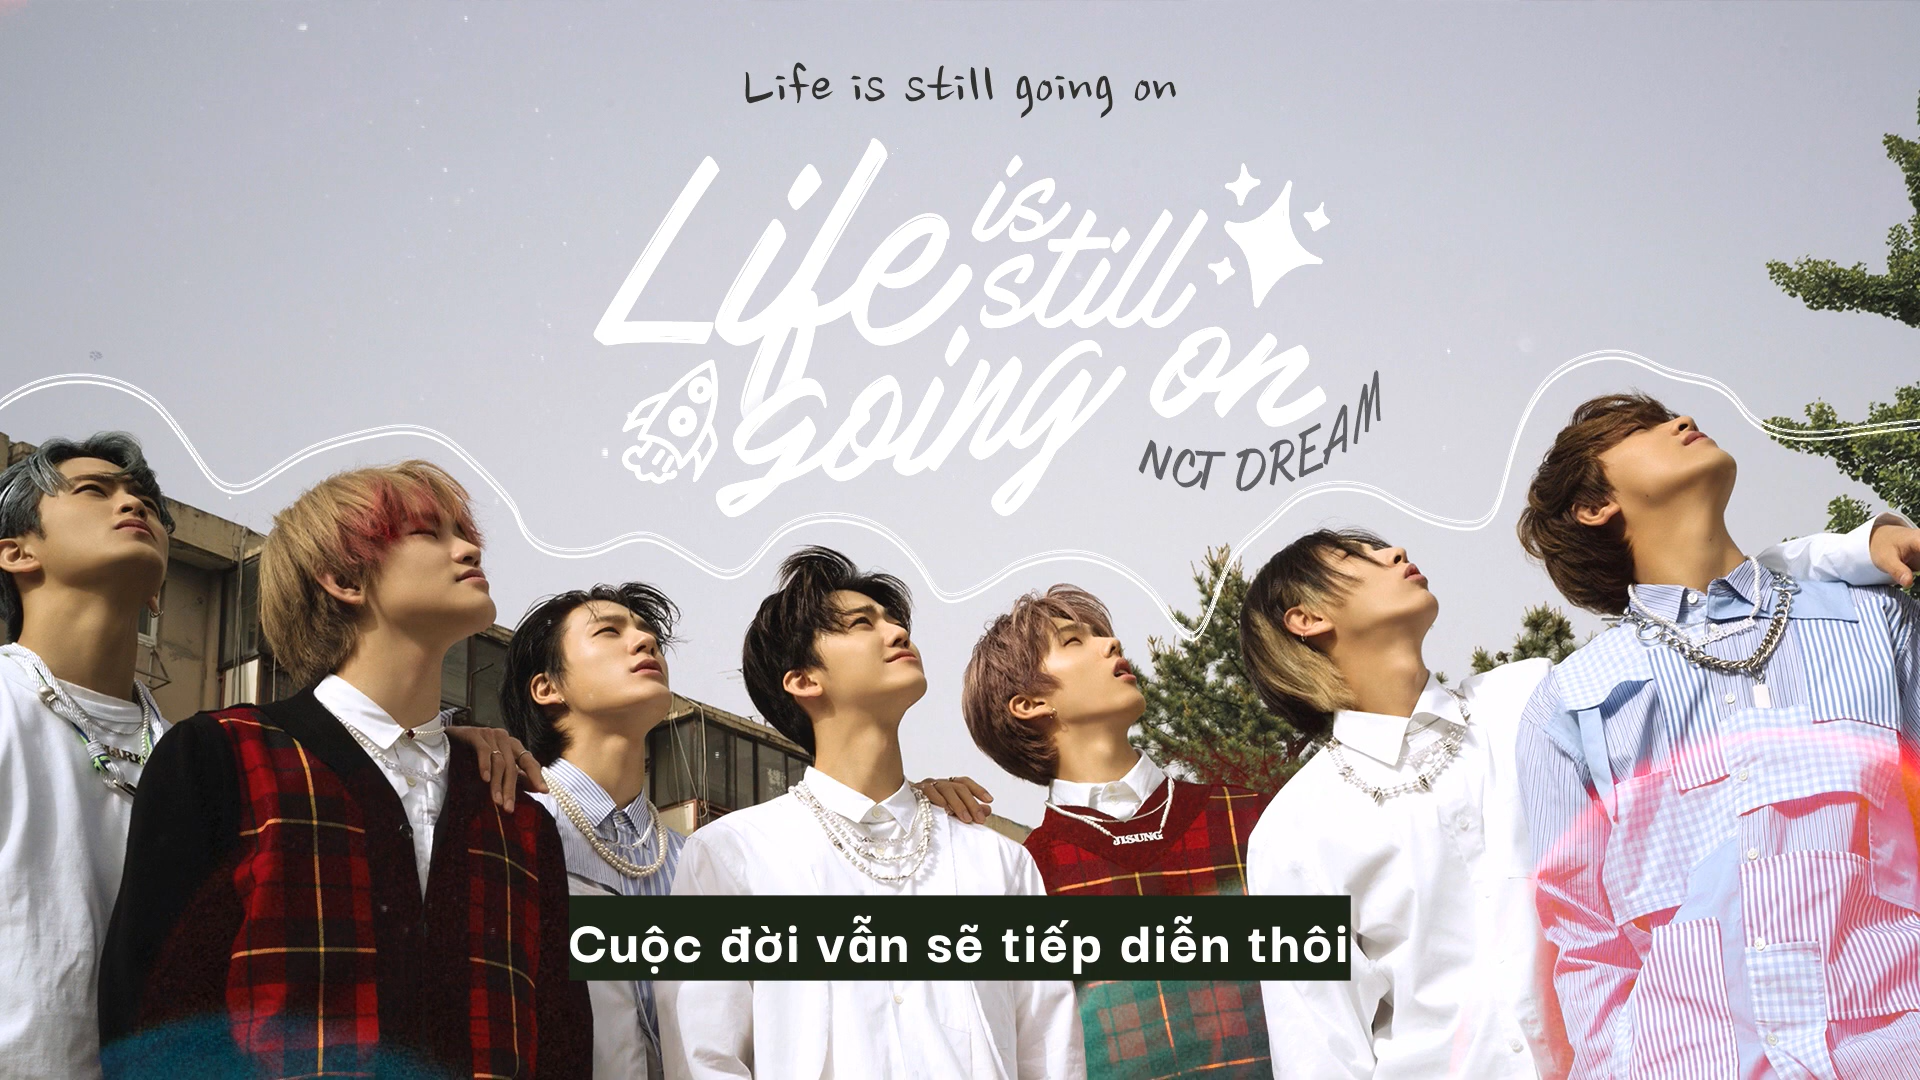 Life is still going on
Life is still
going on
NCT DREAM
JISUNG
Cuộc đời vẫn sẽ tiếp diễn thôi